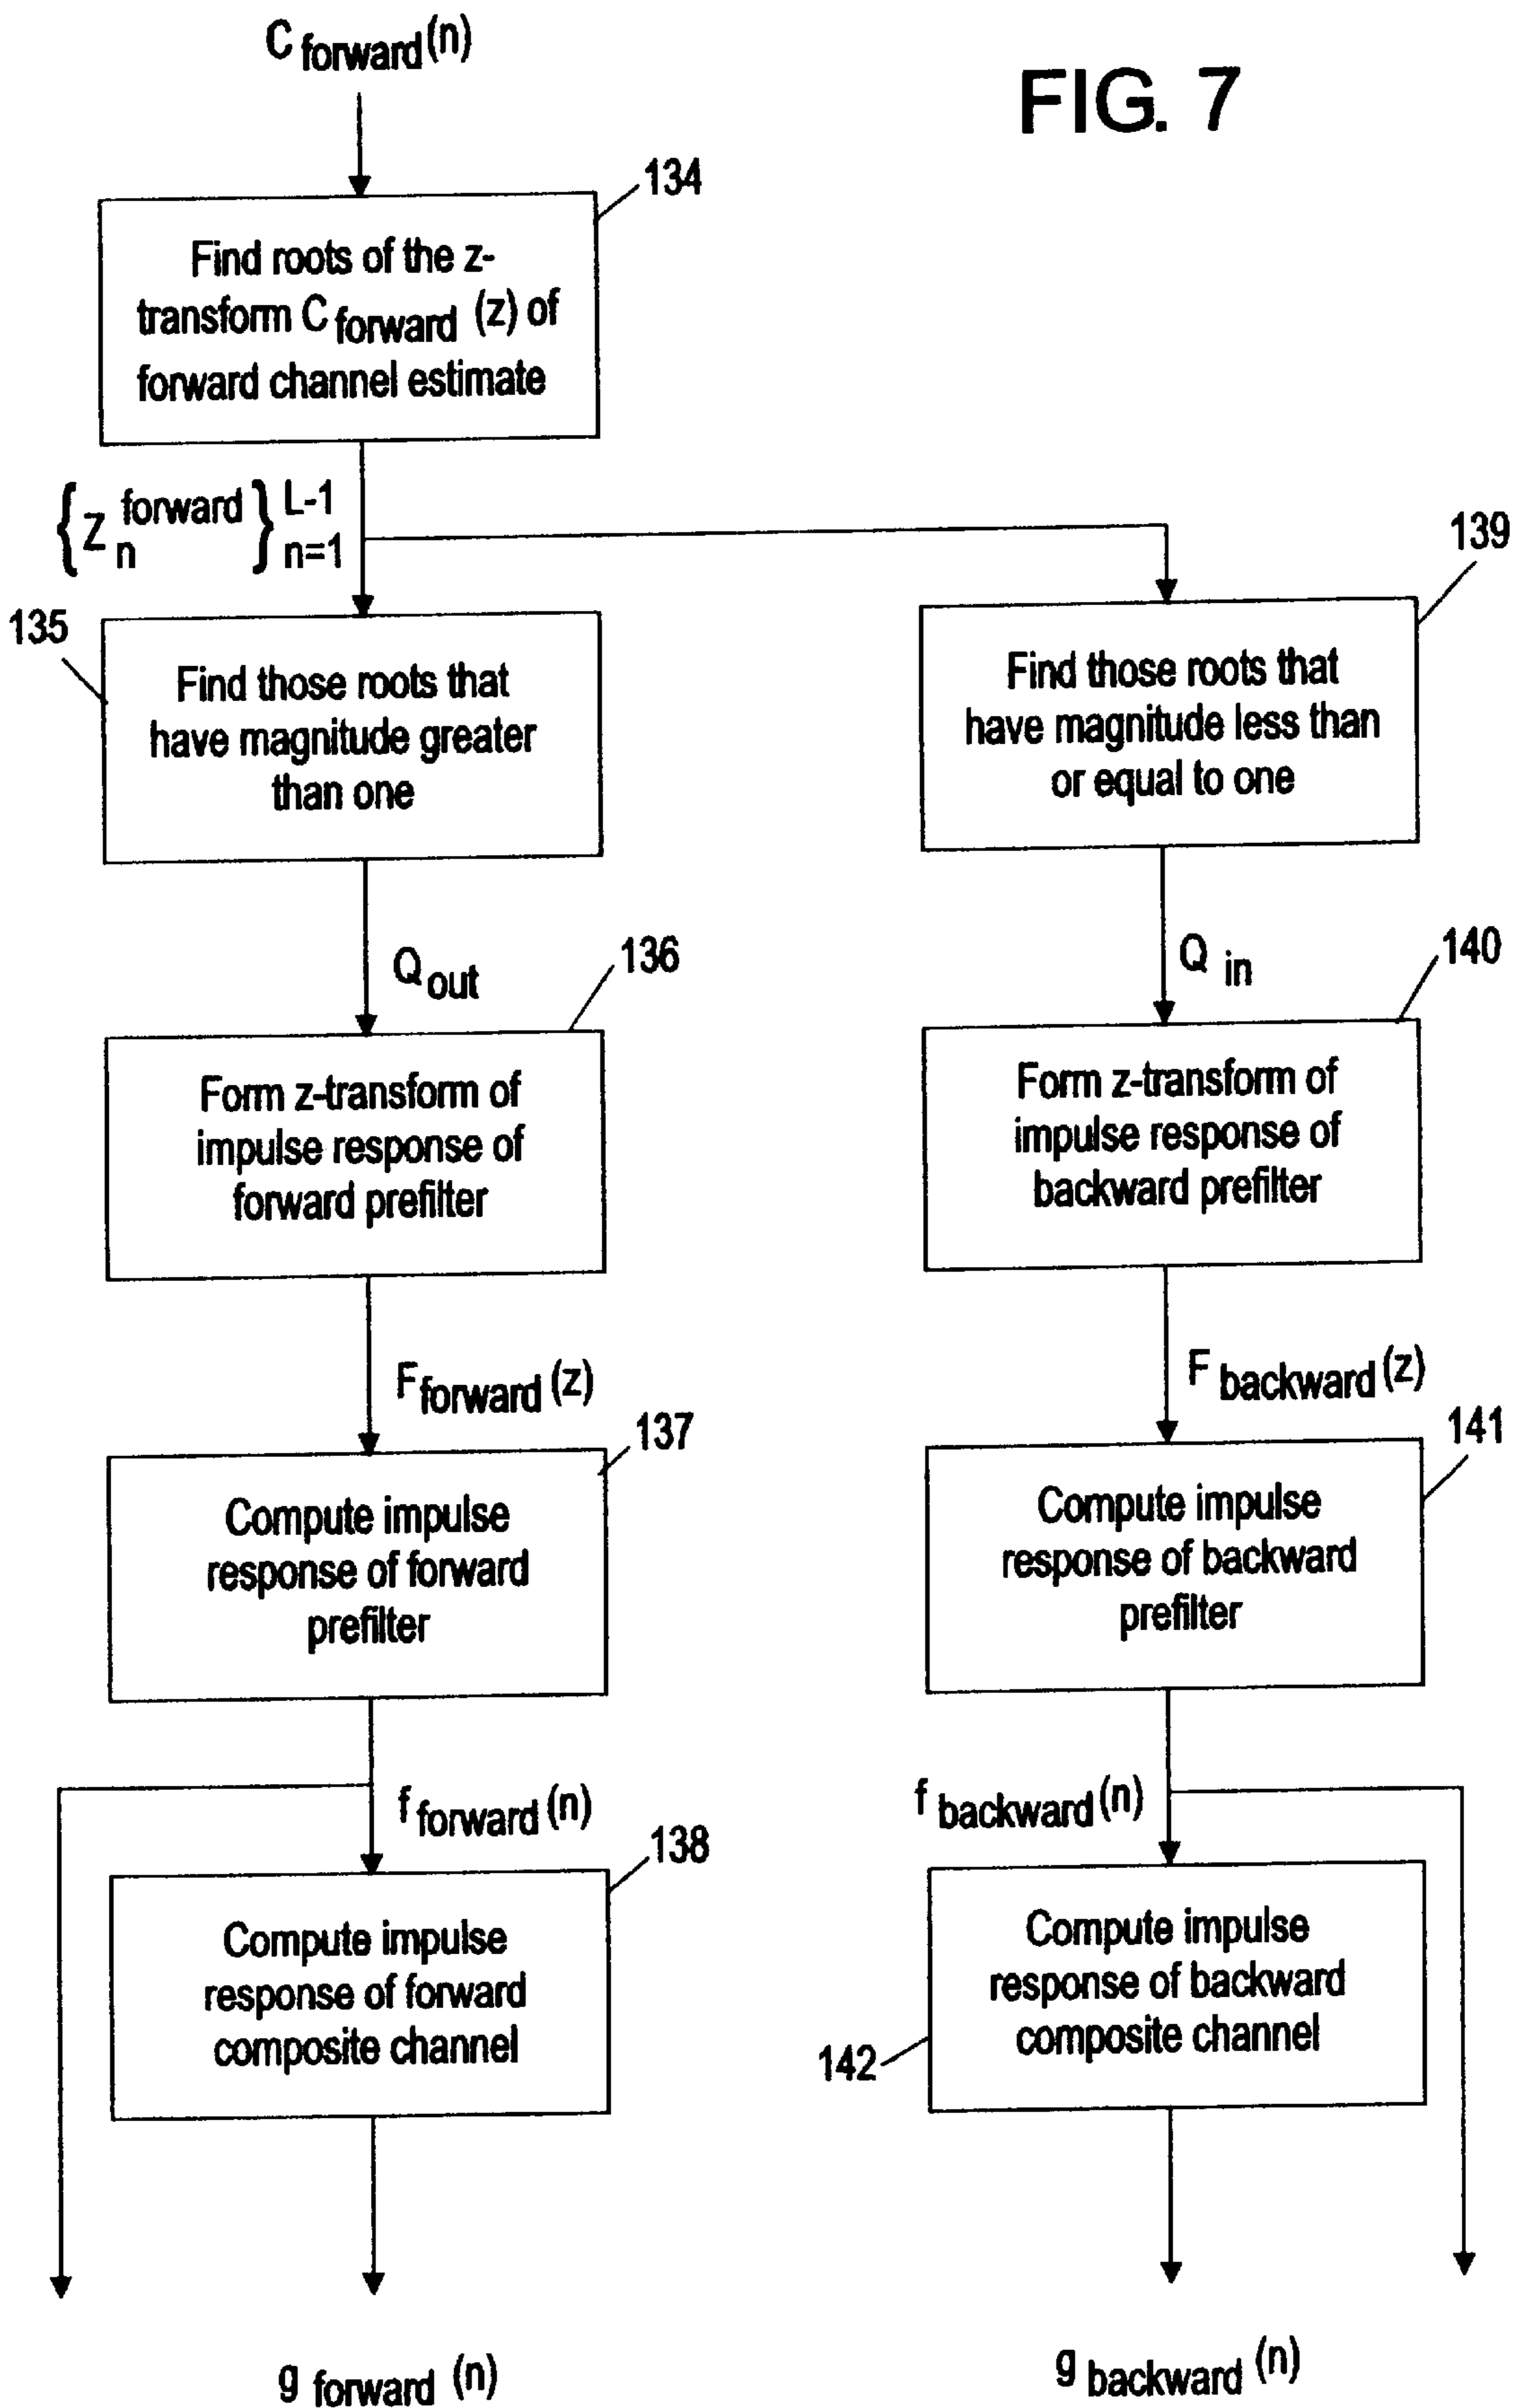 C forward(n)
FIG. 7
134
Find roots of the z-
transform C forward (z) of
forward channel estimate
{ z n forward } L-1 n=1
135
Find those roots that
have magnitude greater
than one
139
Find those roots that
have magnitude less than
or equal to one
Q out
136
Q in
140
Form z-transform of
impulse response of
forward prefilter
Form z-transform of
impulse response of
backward prefilter
F forward(z)
137
F backward(z)
141
Compute impulse
response of forward
prefilter
Compute impulse
response of backward
prefilter
f forward(n)
138
f backward(n)
Compute impulse
response of forward
composite channel
Compute impulse
response of backward
composite channel
142
g forward (n)
g backward (n)